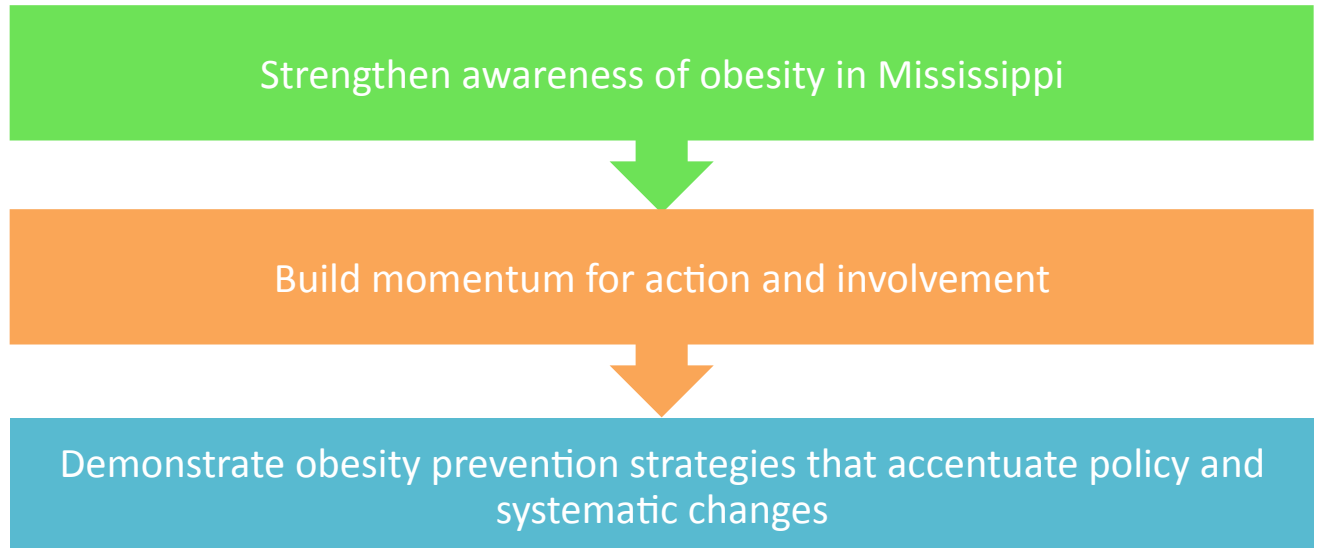 Strengthen awareness of obesity in Mississippi
Build momentum for action and involvement
Demonstrate obesity prevention strategies that accentuate policy and
systematic changes